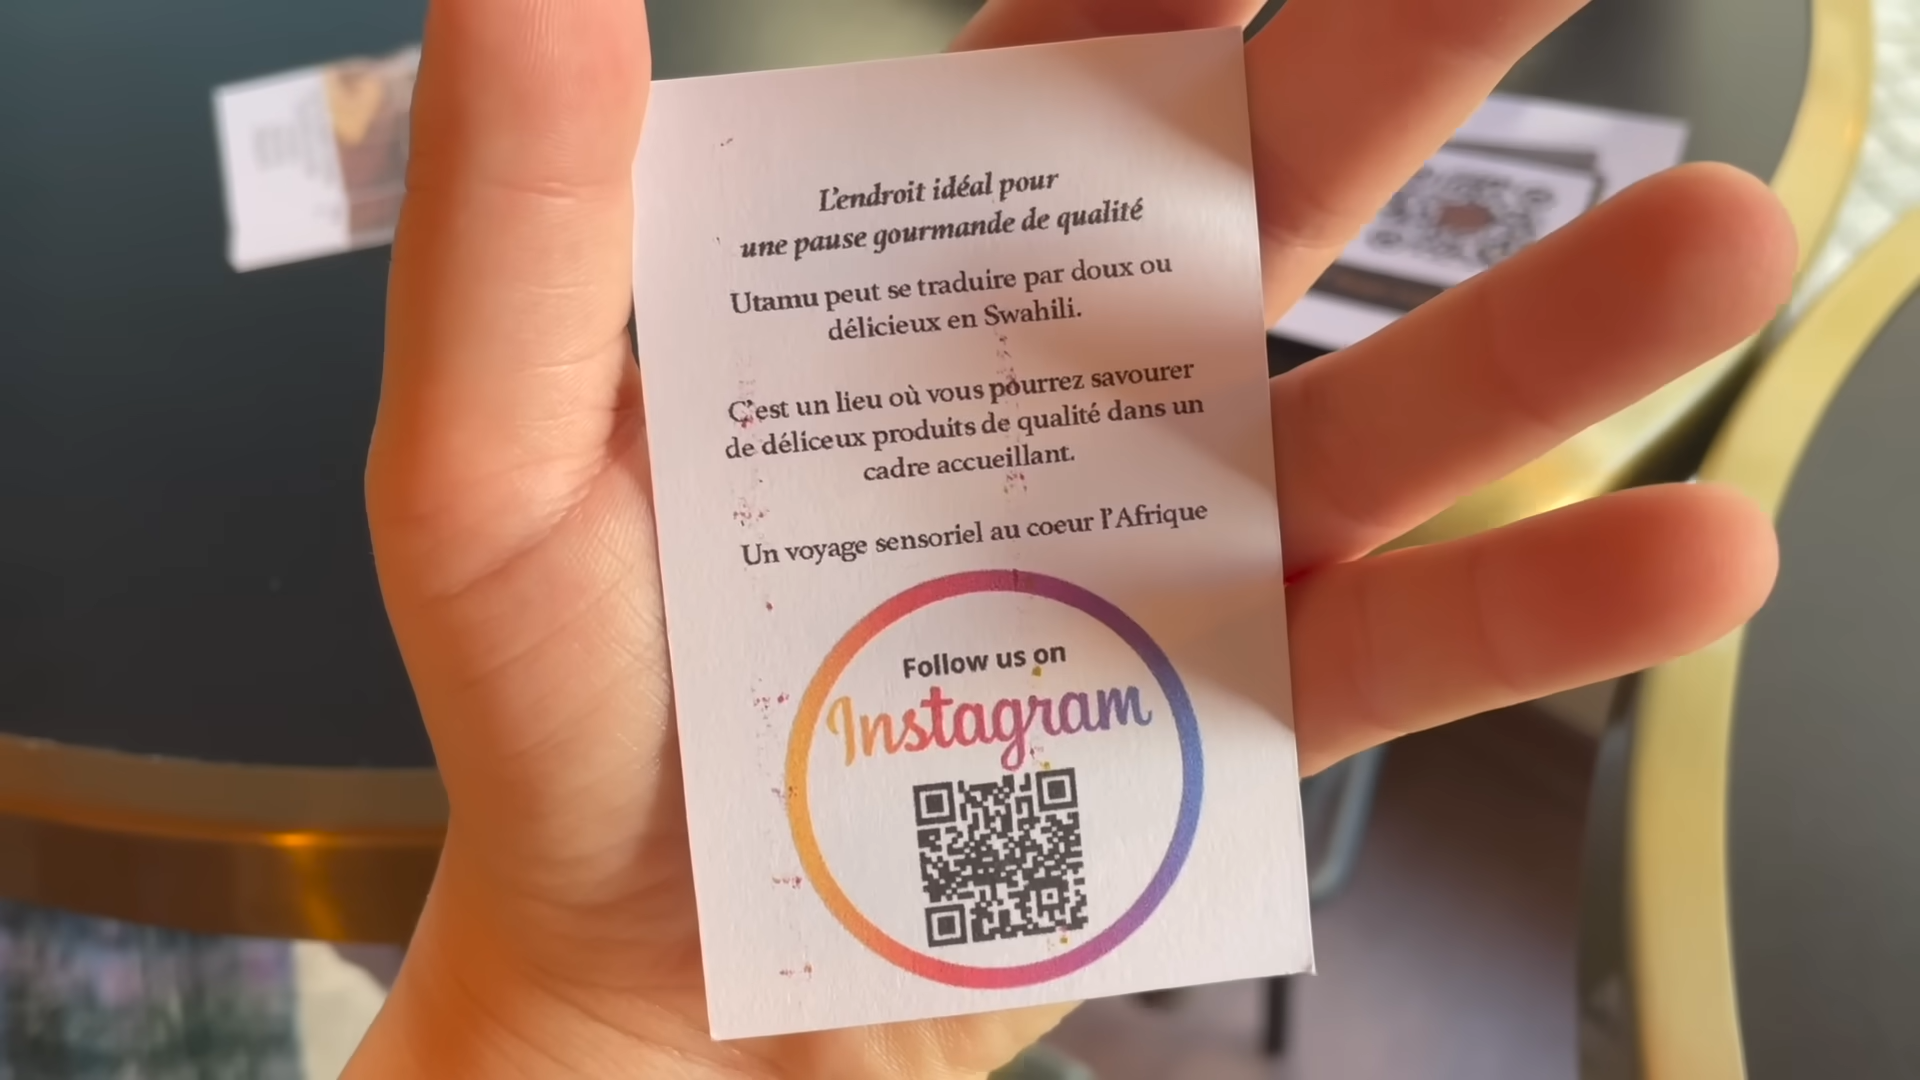 L'endroit idéal pour
une pause gourmande de qualité
Utamu peut se traduire par doux ou
délicieux en Swahili.
C'est un lieu où vous pourrez savourer
de déliceux produits de qualité dans un
cadre accueillant.
Un voyage sensoriel au coeur l'Afrique
Follow us on
Instagram